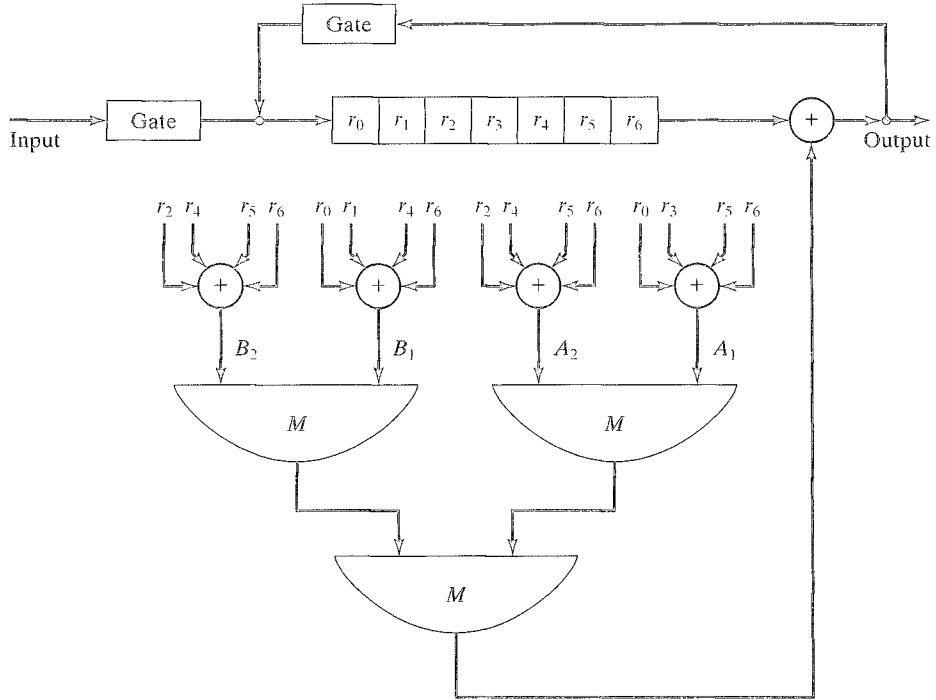 Gate
Gate
r₀ r₁ r₂ r₃ r₄ r₅ r₆
+
Input
Output
r₂ r₄ r₅ r₆ r₀ r₁ r₄ r₆ r₂ r₄ r₅ r₆ r₀ r₃ r₅ r₆
+ + + +
B₂ B₁ A₂ A₁
M M
M